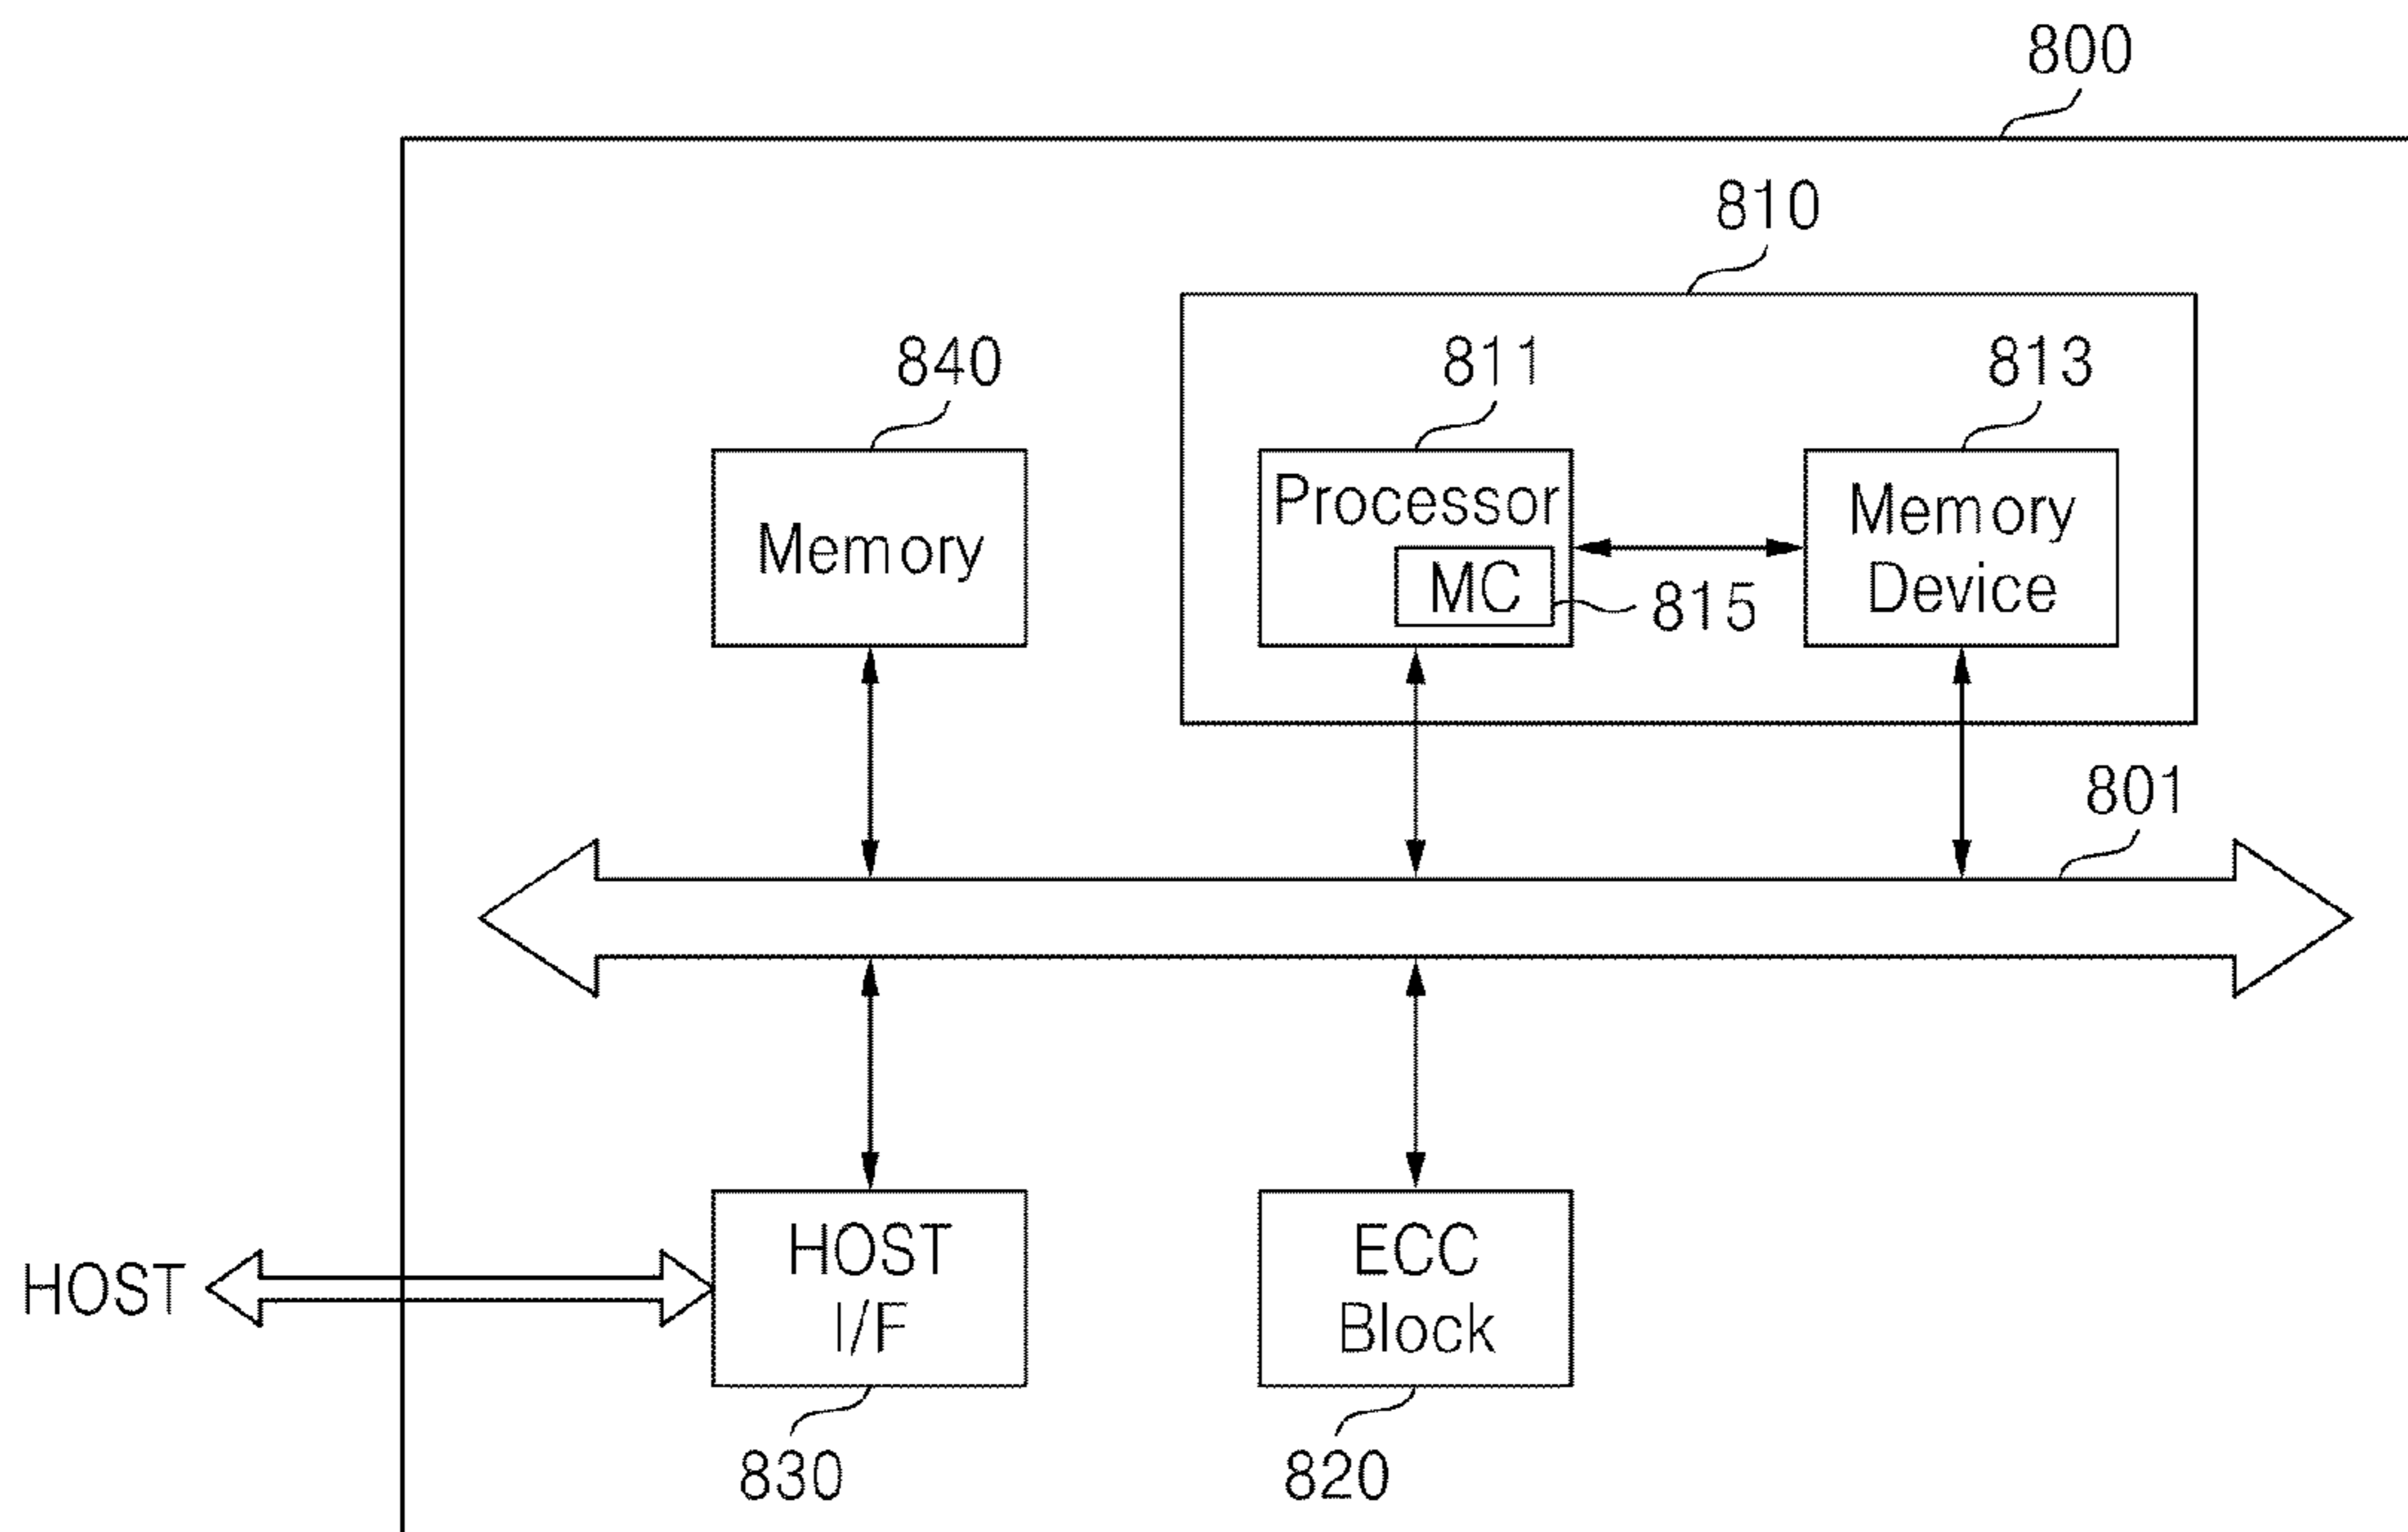 800
810
840
811
813
Processor
Memory
Device
Memory
MC
815
801
HOST
HOST
I/F
ECC
Block
830
820